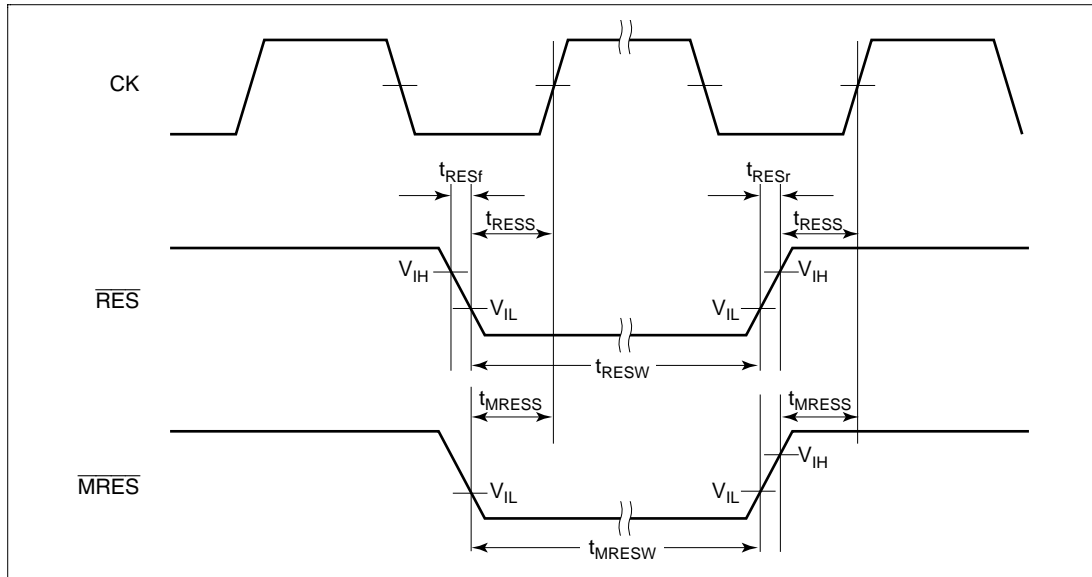 CK
tRESf
tRESr
tRESS
tRESS
VIH
VIH
RES
VIL
VIL
tRESW
tMRESS
tMRESS
VIH
MRES
VIL
VIL
tMRESW